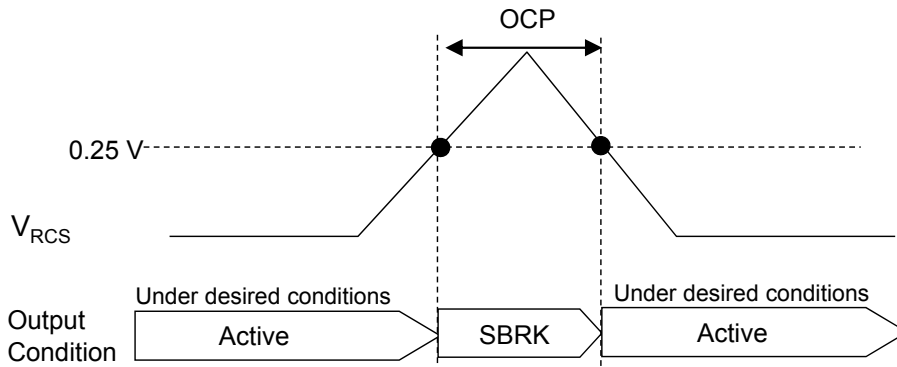 OCP
0.25 V
VRCS
Under desired conditions
Under desired conditions
Output
Condition
Active
SBRK
Active